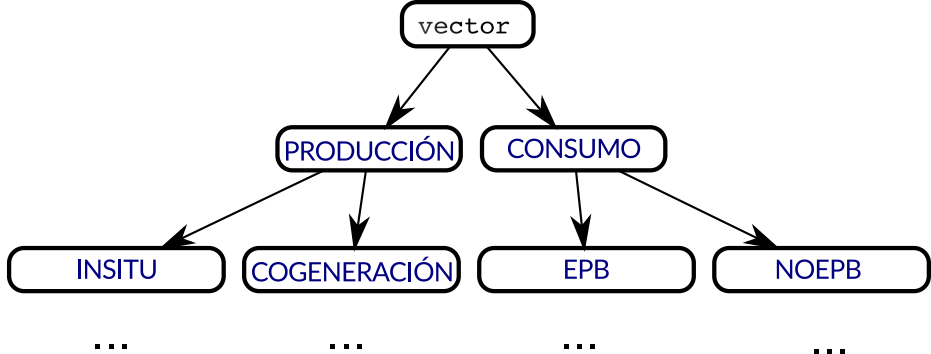 vector
PRODUCCIÓN CONSUMO
INSITU COGENERACIÓN EPB NOEPB
... ... ... ...